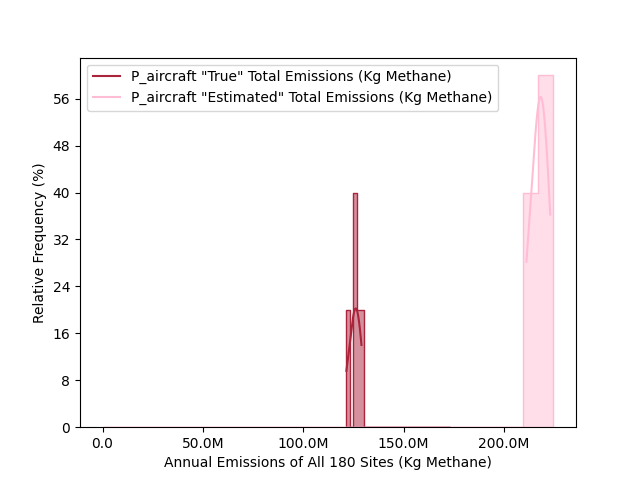 P_aircraft "True" Total Emissions (Kg Methane)
P_aircraft "Estimated" Total Emissions (Kg Methane)
56
48
40
32
24
16
8
0
Relative Frequency (%)
0.0 50.0M 100.0M 150.0M 200.0M
Annual Emissions of All 180 Sites (Kg Methane)